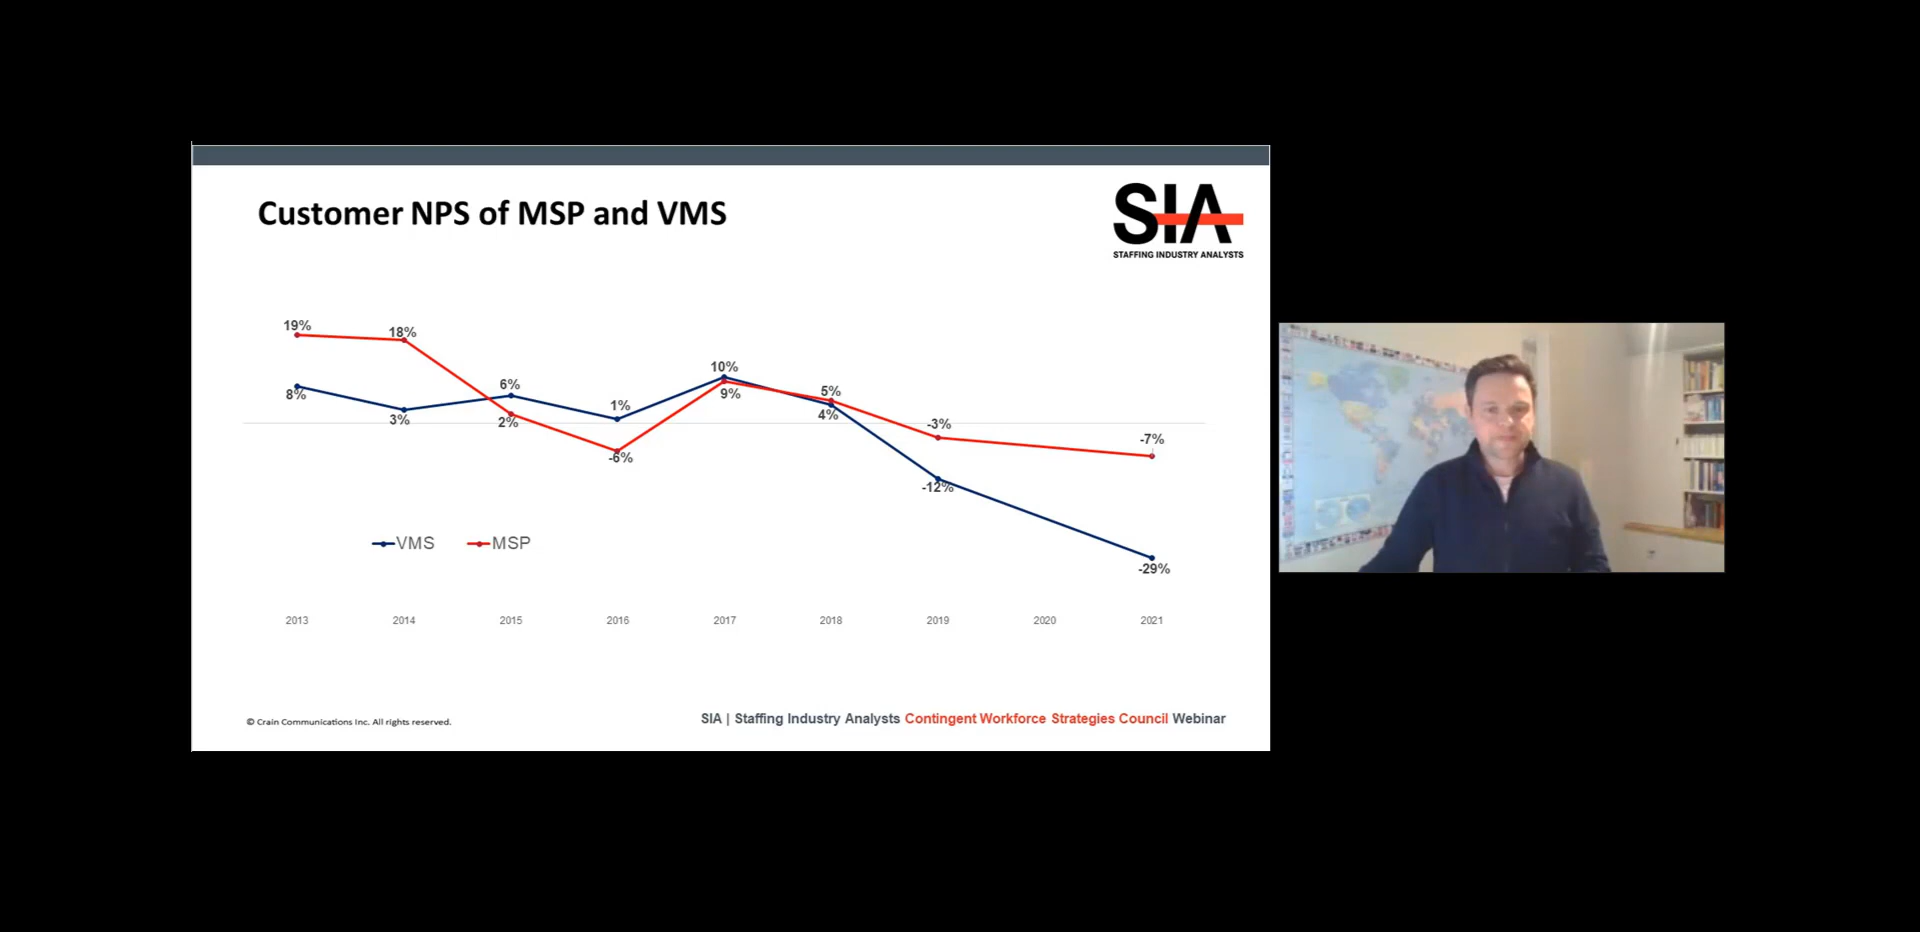 Customer NPS of MSP and VMS
SIA
STAFFING INDUSTRY ANALYSTS
19%
18%
10%
6%
5%
8%
1%
9%
3%
2%
4%
-3%
-7%
-6%
-12%
-29%
VMS MSP
2013 2014 2015 2016 2017 2018 2019 2020 2021
© Crain Communications Inc. All rights reserved.
SIA | Staffing Industry Analysts Contingent Workforce Strategies Council Webinar